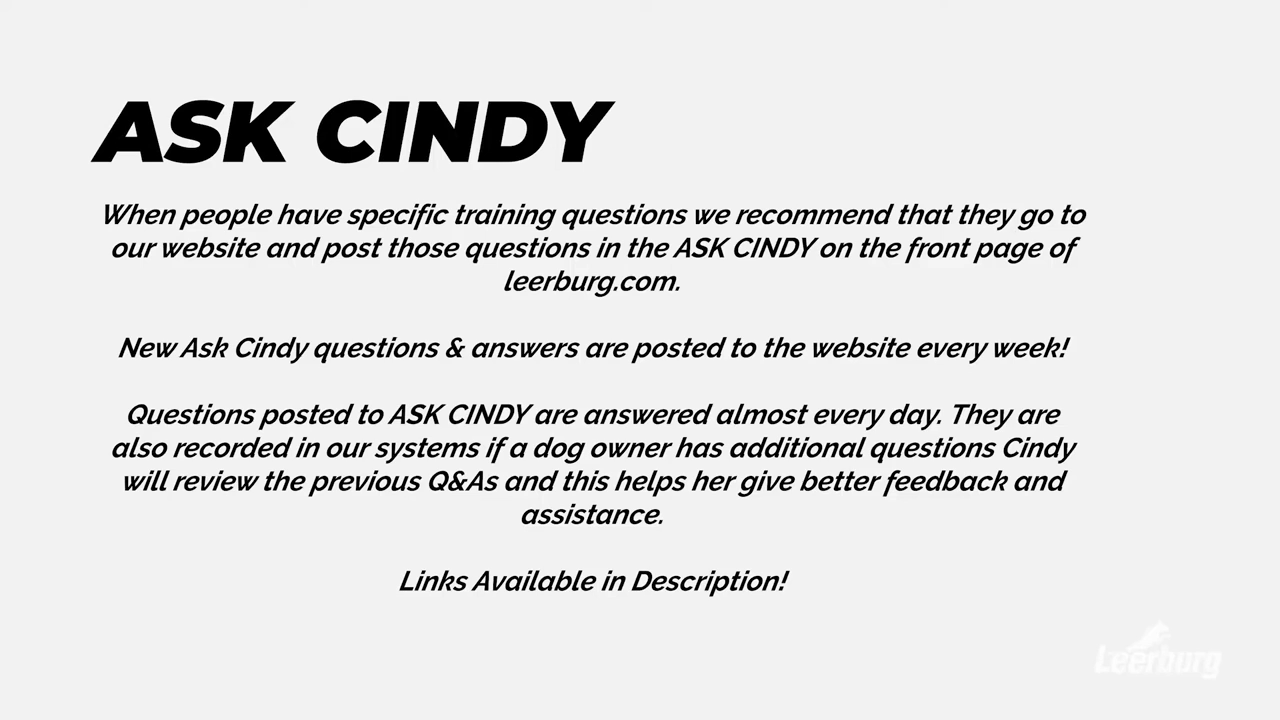 ASK CINDY
When people have specific training questions we recommend that they go to
our website and post those questions in the ASK CINDY on the front page of
leerburg.com.
New Ask Cindy questions & answers are posted to the website every week!
Questions posted to ASK CINDY are answered almost every day. They are
also recorded in our systems if a dog owner has additional questions Cindy
will review the previous Q&As and this helps her give better feedback and
assistance.
Links Available in Description!
Leerburg